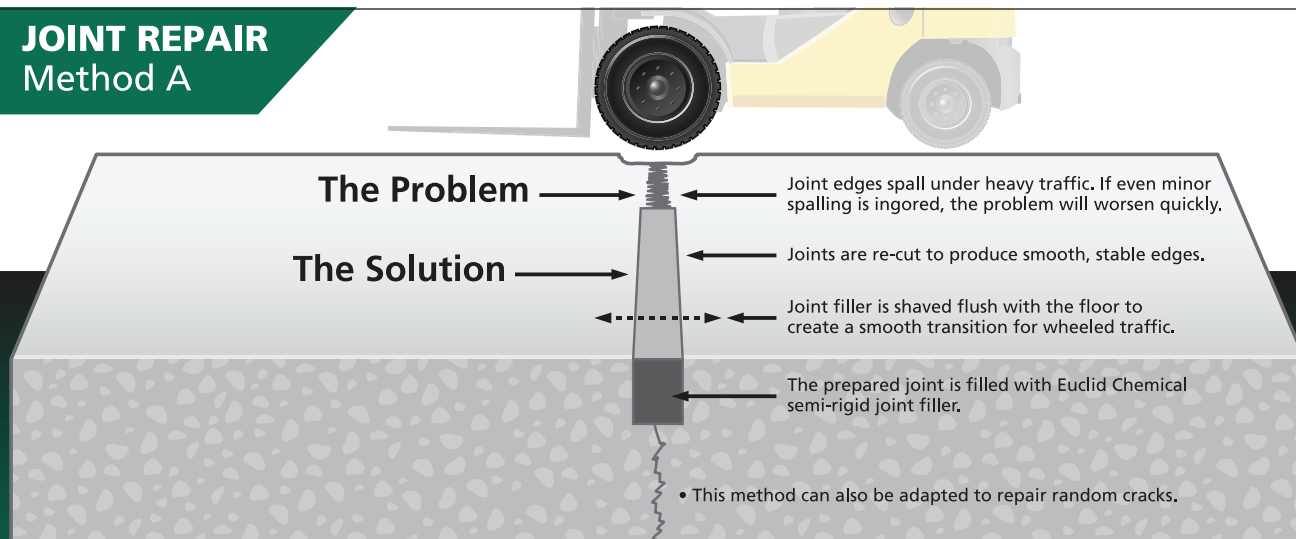 JOINT REPAIR
Method A
The Problem
Joint edges spall under heavy traffic. If even minor
spalling is ingored, the problem will worsen quickly.
The Solution
Joints are re-cut to produce smooth, stable edges.
Joint filler is shaved flush with the floor to
create a smooth transition for wheeled traffic.
The prepared joint is filled with Euclid Chemical
semi-rigid joint filler.
• This method can also be adapted to repair random cracks.